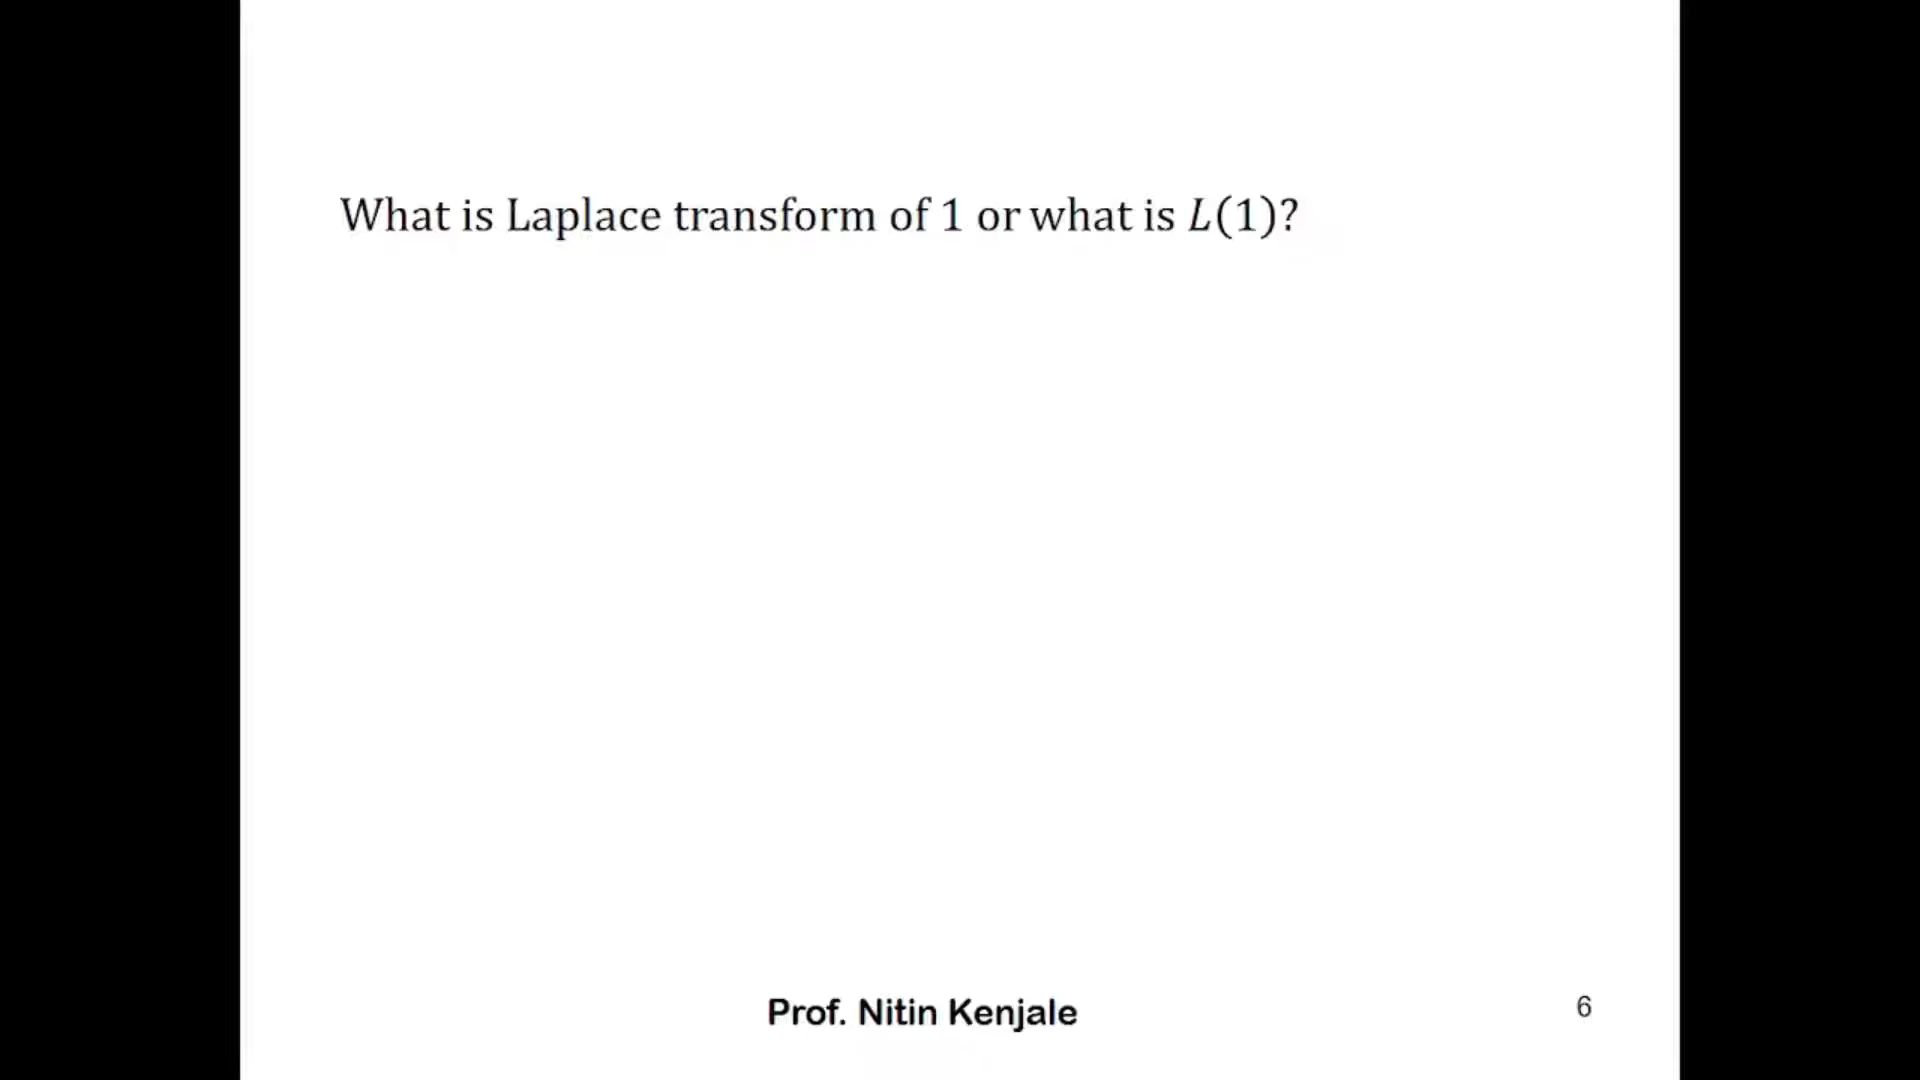 What is Laplace transform of 1 or what is L(1)?
Prof. Nitin Kenjale
6